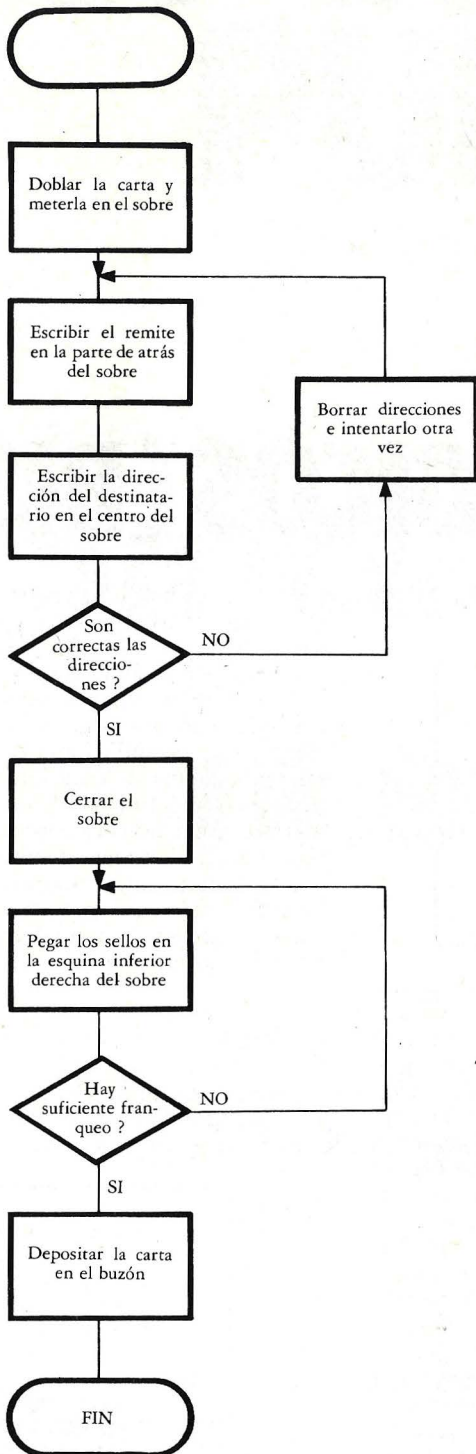 Doblar la carta y
meterla en el sobre
Escribir el remite
en la parte de atrás
del sobre
Borrar direcciones
e intentarlo otra
vez
Escribir la direc-
ción del destinata-
rio en el centro del
sobre
Son
correctas las
direccio-
nes ?
NO
SI
Cerrar el
sobre
Pegar los sellos en
la esquina inferior
derecha del sobre
Hay
suficiente fran-
queo ?
NO
SI
Depositar la carta
en el buzón
FIN